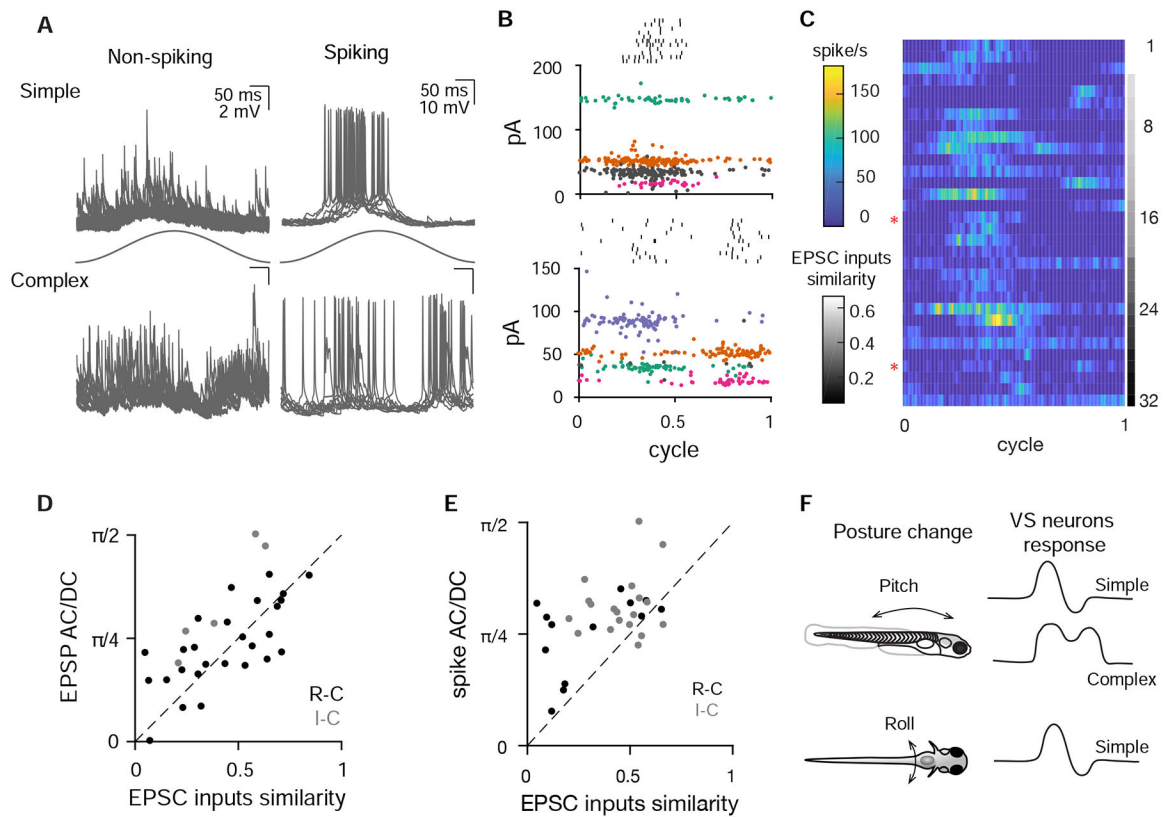 A
Non-spiking
Spiking
Simple
50 ms
2 mV
50 ms
10 mV
Complex
B
200
100
0
pA
150
100
50
0
pA
0
0.5
1
cycle
C
spike/s
150
100
50
0
EPSC inputs
similarity
0.6
0.4
0.2
*
*
1
8
16
24
32
0
1
cycle
D
π/2
π/4
0
EPSP AC/DC
R-C
I-C
0
0.5
1
EPSC inputs similarity
E
π/2
π/4
0
spike AC/DC
R-C
I-C
0
0.5
1
EPSC inputs similarity
F
Posture change
VS neurons
response
Pitch
Simple
Complex
Roll
Simple